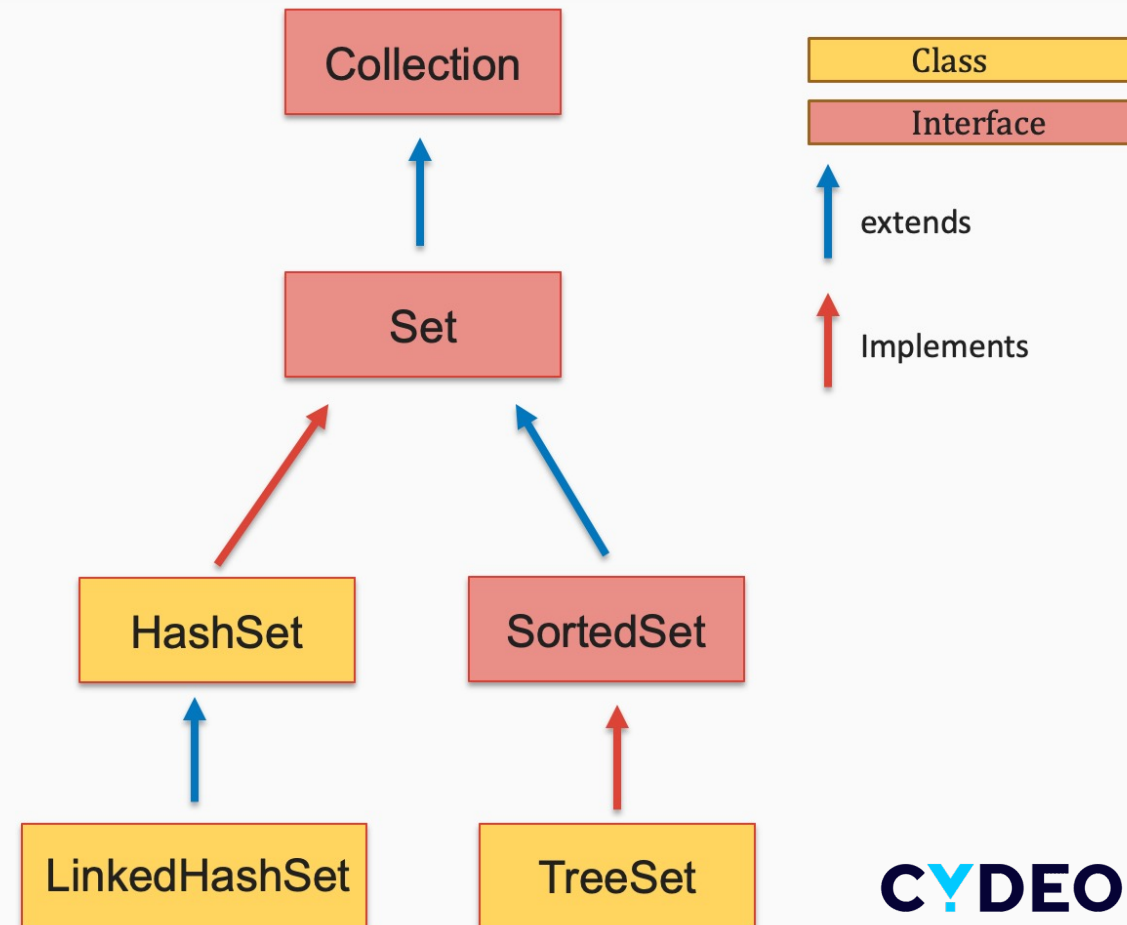 Collection
Class
Interface
extends
Set
Implements
HashSet
SortedSet
LinkedHashSet
TreeSet
CYDEO